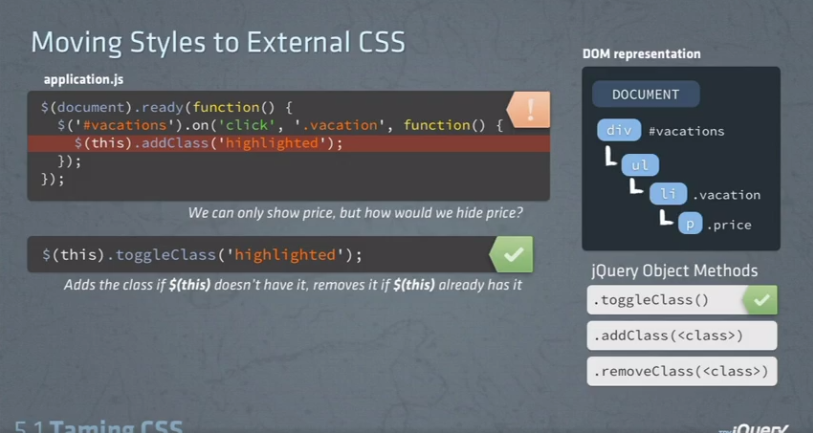 Moving Styles to External CSS
application.js
$(document).ready(function() {
$('#vacations').on('click', '.vacation', function() {
$(this).addClass('highlighted');
});
});
!
We can only show price, but how would we hide price?
$(this).toggleClass('highlighted');
Adds the class if $(this) doesn't have it, removes it if $(this) already has it
DOM representation
DOCUMENT
div #vacations
ul
li .vacation
p .price
jQuery Object Methods
.toggleClass()
.addClass(<class>)
.removeClass(<class>)
5.1 Taming CSS
jQuery